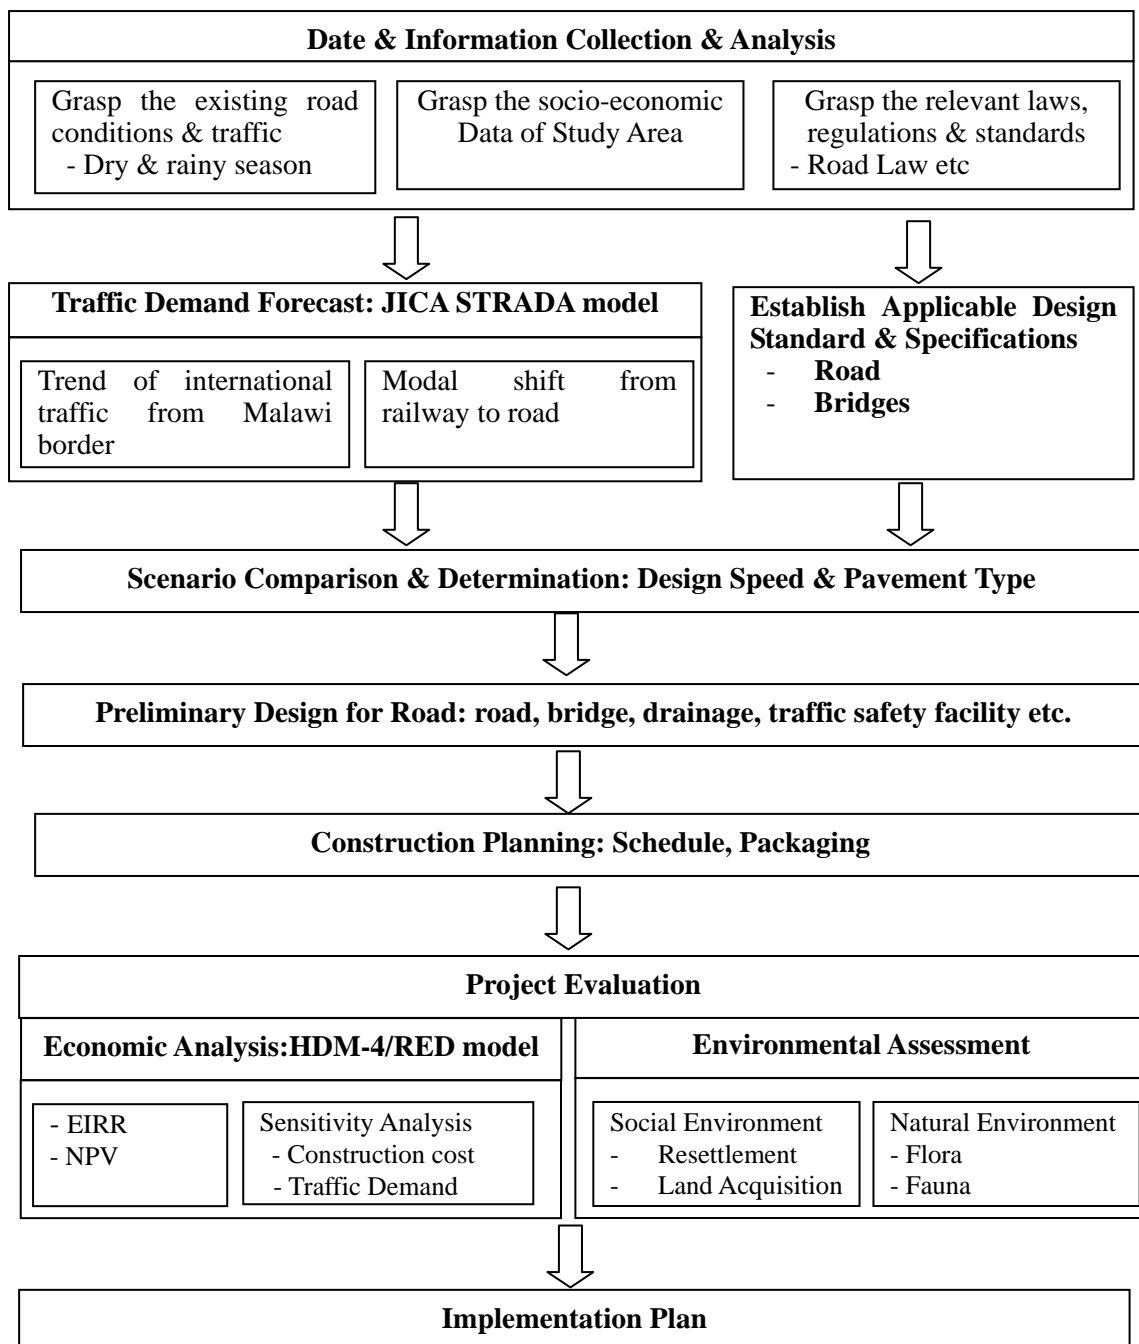 Date & Information Collection & Analysis
Grasp the existing road
conditions & traffic
- Dry & rainy season
Grasp the socio-economic
Data of Study Area
Grasp the relevant laws,
regulations & standards
- Road Law etc
Traffic Demand Forecast: JICA STRADA model
Trend of international
traffic from Malawi
border
Modal shift from
railway to road
Establish Applicable Design
Standard & Specifications
- Road
- Bridges
Scenario Comparison & Determination: Design Speed & Pavement Type
Preliminary Design for Road: road, bridge, drainage, traffic safety facility etc.
Construction Planning: Schedule, Packaging
Project Evaluation
Economic Analysis:HDM-4/RED model
- EIRR
- NPV
Sensitivity Analysis
- Construction cost
- Traffic Demand
Environmental Assessment
Social Environment
- Resettlement
- Land Acquisition
Natural Environment
- Flora
- Fauna
Implementation Plan